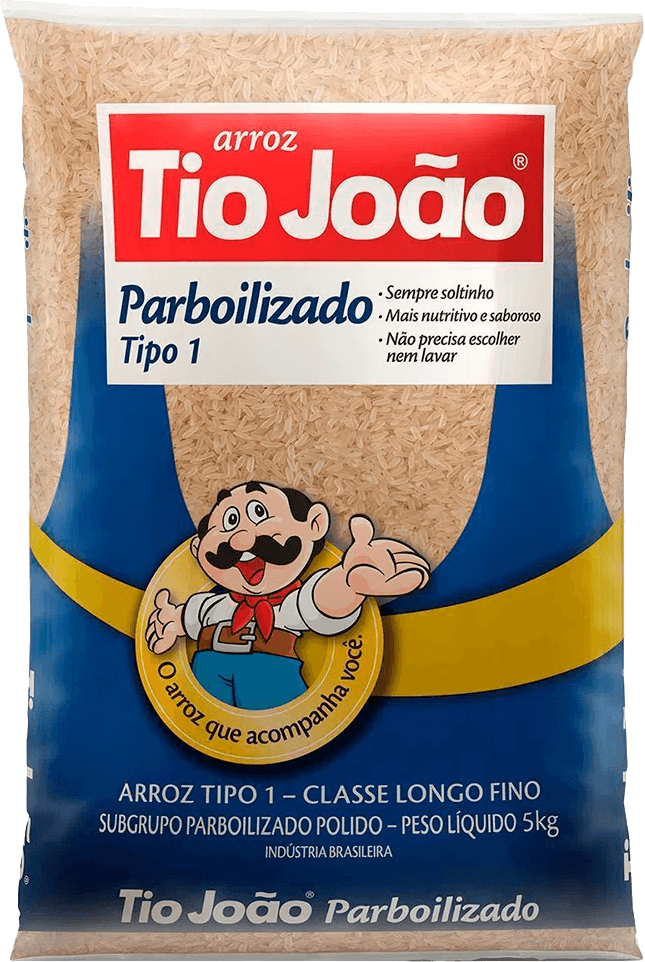 arroz
Tio João®
Parboilizado
Tipo 1
• Sempre soltinho
• Mais nutritivo e saboroso
• Não precisa escolher
nem lavar
O arroz que acompanha você.
ARROZ TIPO 1 – CLASSE LONGO FINO
SUBGRUPO PARBOILIZADO POLIDO – PESO LÍQUIDO 5kg
INDÚSTRIA BRASILEIRA
Tio João® Parboilizado